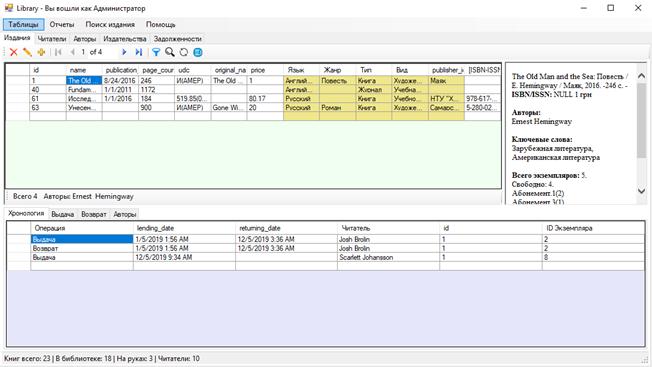 Library - Вы вошли как Администратор
Таблицы Отчеты Поиск издания Помощь
Издания Читатели Авторы Издательства Задолженности
1 of 4
id name publication_ page_cour udc original_na price Язык Жанр Тип Вид publisher_ic [ISBN-ISSN
1 The Old ... 8/24/2016 246 И(АМЕР) The Old ... 1 Англий... Повесть Книга Художе... Маяк
40 Fundam... 1/1/2011 1172 Англий... Журнал Учебна...
61 Исслед... 1/1/2016 184 519.85(0... 80.17 Русский Книга Учебно... НТУ "Х... 978-617-...
63 Унесен... 900 И(АМЕР) Gone Wi... 20 Русский Роман Книга Художе... Самарс... 5-280-02...
Всего 4 Авторы: Ernest Hemingway
The Old Man and the Sea: Повесть /
E. Hemingway / Маяк, 2016. -246 с. -
ISBN/ISSN: NULL 1 грн
Авторы:
Ernest Hemingway
Ключевые слова:
Зарубежная литература,
Американская литература
Всего экземпляров: 5.
Свободно: 4.
Абонемент.1(2)
Абонемент.3(1)
Хронология Выдача Возврат Авторы
Операция lending_date returning_date Читатель id ID Экземпляра
Выдача 1/5/2019 1:56 AM 12/5/2019 3:36 AM Josh Brolin 1 2
Возврат 1/5/2019 1:56 AM 12/5/2019 3:36 AM Josh Brolin 1 2
Выдача 12/5/2019 9:34 AM Scarlett Johansson 1 8
Книг всего: 23 | В библиотеке: 18 | На руках: 3 | Читатели: 10